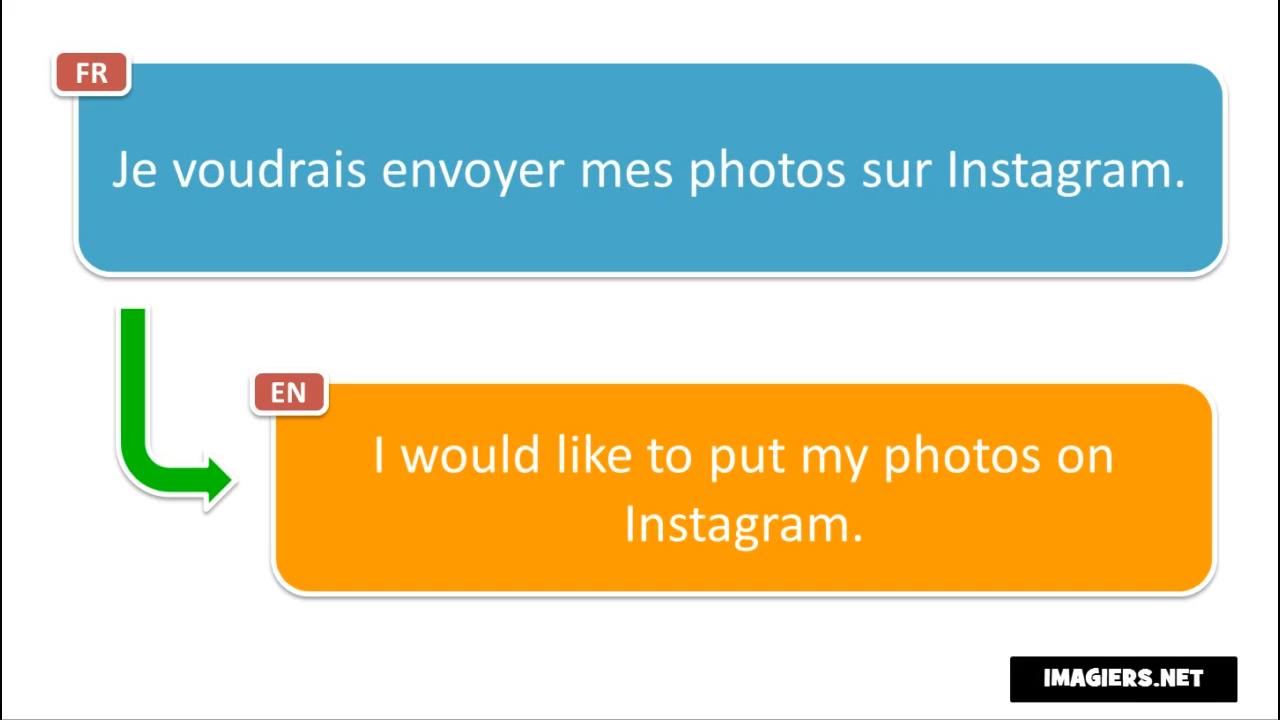 FR
Je voudrais envoyer mes photos sur Instagram.
EN
I would like to put my photos on
Instagram.
IMAGIERS.NET